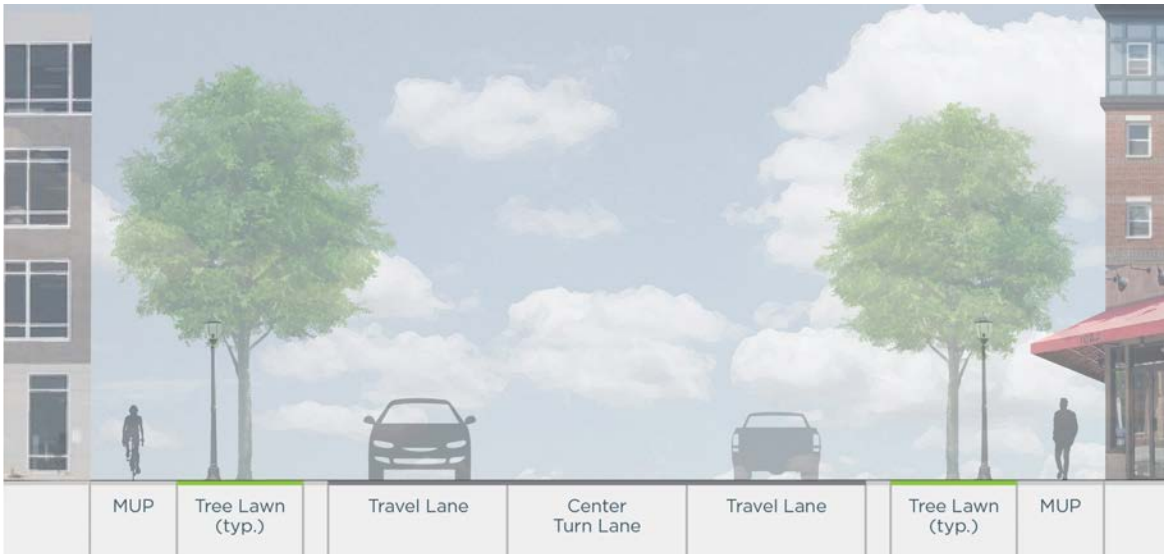 MUP
Tree Lawn
(typ.)
Travel Lane
Center
Turn Lane
Travel Lane
Tree Lawn
(typ.)
MUP